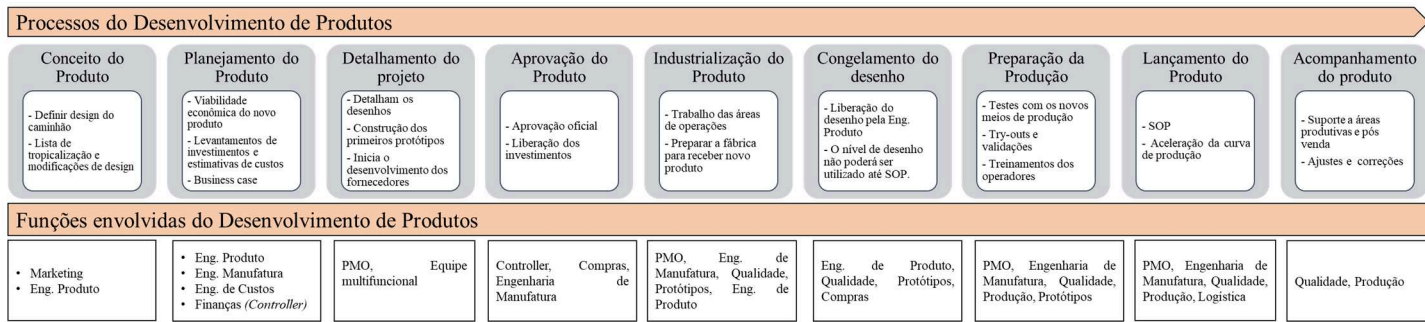 Processos do Desenvolvimento de Produtos
Conceito do
Produto
- Definir design do
caminhão
- Lista de
tropicalização e
modificações de design
Planejamento do
Produto
- Viabilidade
econômica do novo
produto
- Levantamentos de
investimentos e
estimativas de custos
- Business case
Detalhamento do
projeto
- Detalham os
desenhos
- Construção dos
primeiros protótipos
- Inicia o
desenvolvimento dos
fornecedores
Aprovação do
Produto
- Aprovação oficial
- Liberação dos
investimentos
Industrialização do
Produto
- Trabalho das áreas
de operações
- Preparar a fábrica
para receber novo
produto
Congelamento do
desenho
- Liberação do
desenho pela Eng.
Produto
- O nível de desenho
não poderá ser
utilizado até SOP.
Preparação da
Produção
- Testes com os novos
meios de produção
- Try-outs e
validações
- Treinamentos dos
operadores
Lançamento do
Produto
- SOP
- Aceleração da curva
de produção
Acompanhamento
do produto
- Suporte a áreas
produtivas e pós
venda
- Ajustes e correções
Funções envolvidas do Desenvolvimento de Produtos
• Marketing
• Eng. Produto
• Eng. Produto
• Eng. Manufatura
• Eng. de Custos
• Finanças (Controller)
PMO, Equipe
multifuncional
Controller, Compras,
Engenharia de
Manufatura
PMO, Eng. de
Manufatura, Qualidade,
Protótipos, Eng. de
Produto
Eng. de Produto,
Qualidade, Protótipos,
Compras
PMO, Engenharia de
Manufatura, Qualidade,
Produção, Protótipos
PMO, Engenharia de
Manufatura, Qualidade,
Produção, Logística
Qualidade, Produção